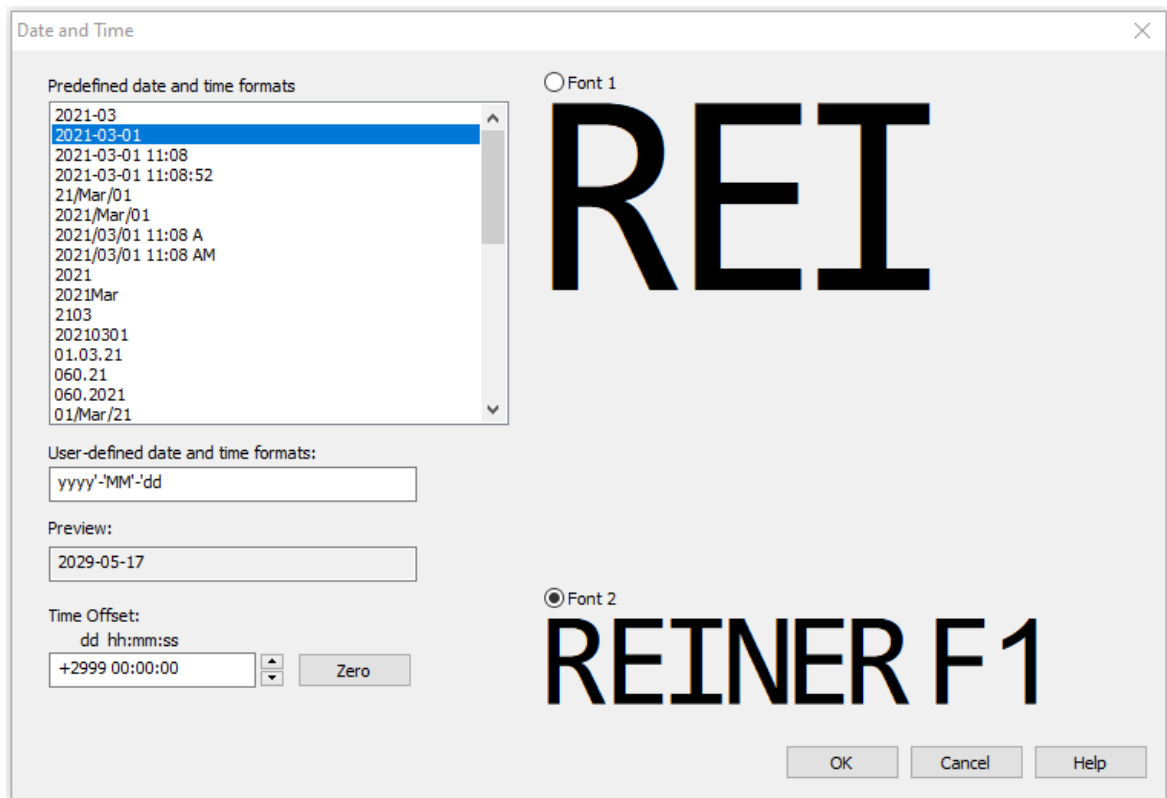 Date and Time
Predefined date and time formats
2021-03
2021-03-01
2021-03-01 11:08
2021-03-01 11:08:52
21/Mar/01
2021/Mar/01
2021/03/01 11:08 A
2021/03/01 11:08 AM
2021
2021Mar
2103
20210301
01.03.21
060.21
060.2021
01/Mar/21
User-defined date and time formats:
yyyy'-'MM'-'dd
Preview:
2029-05-17
Time Offset:
dd hh:mm:ss
+2999 00:00:00
Zero
Font 1
REI
Font 2
REINER F1
OK
Cancel
Help